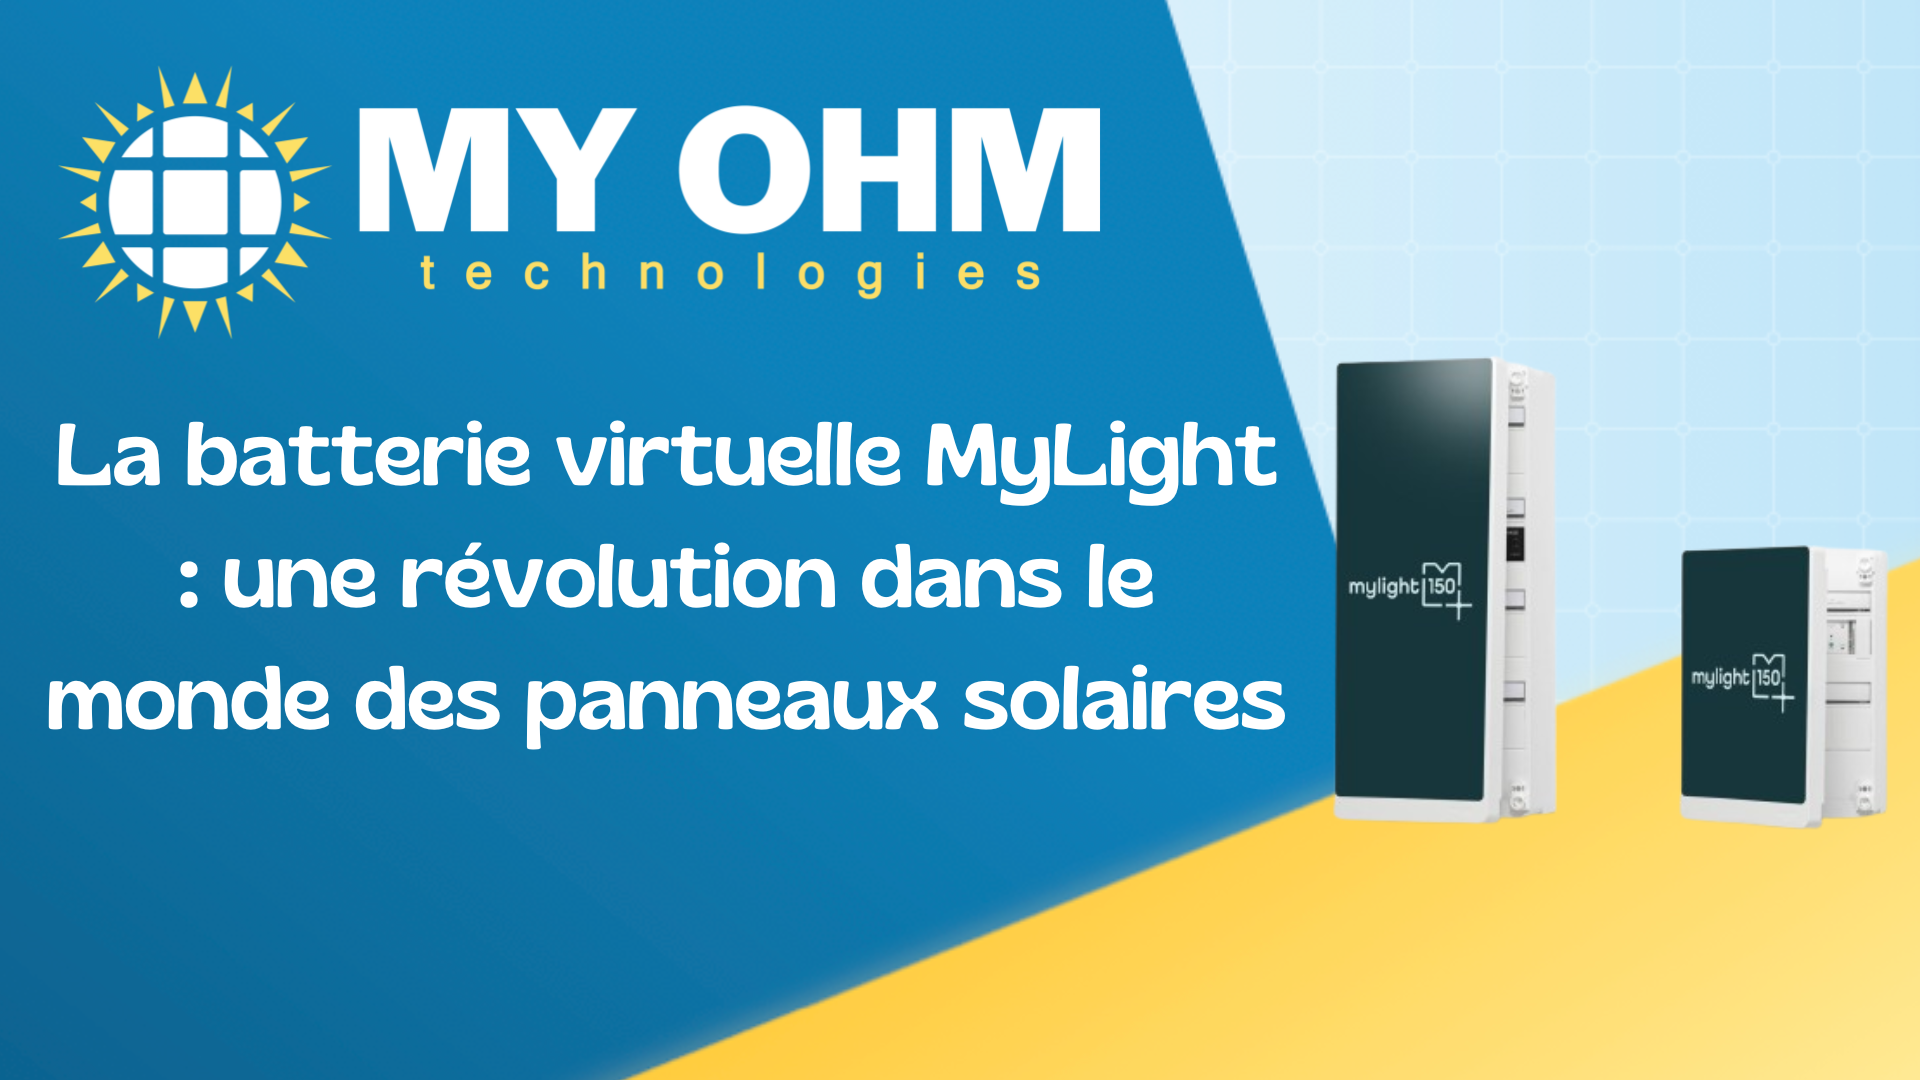 MY OHM
technologies
La batterie virtuelle MyLight
: une révolution dans le
monde des panneaux solaires
mylight 150
mylight 150